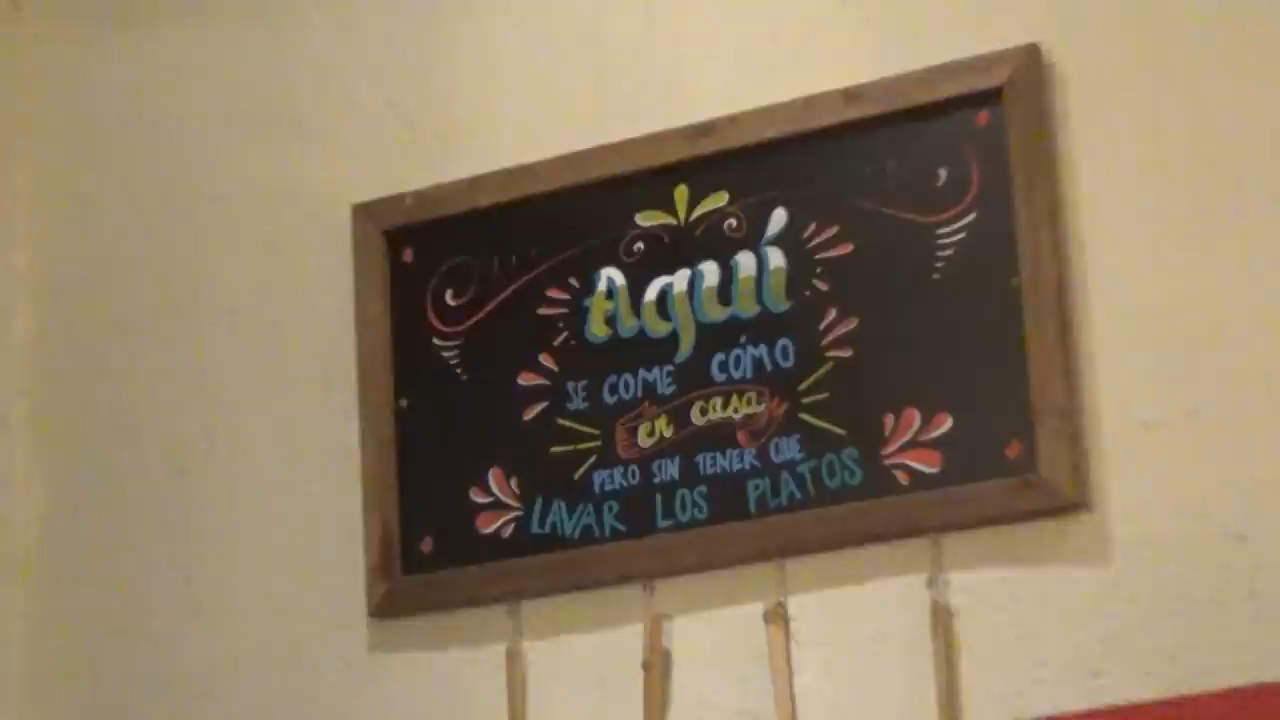 Aquí
SE COME CÓMO
en casa
PERO SIN TENER QUE
LAVAR LOS PLATOS